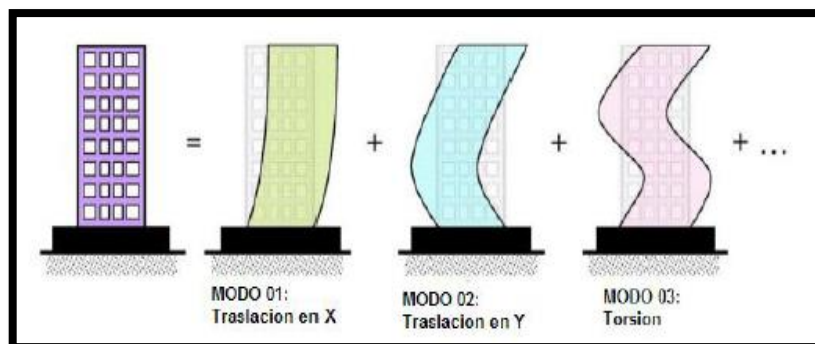 = + + + ...
MODO 01:
Traslacion en X
MODO 02:
Traslacion en Y
MODO 03:
Torsion